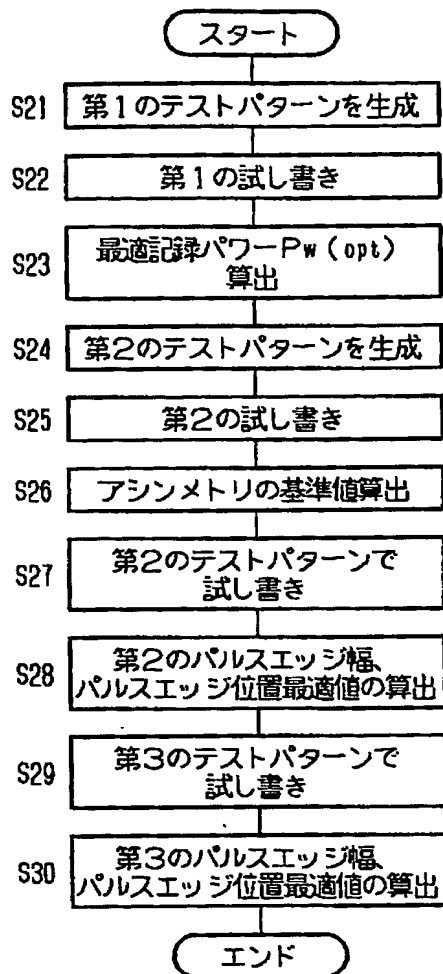 スタート
S21 第1のテストパターンを生成
S22 第1の試し書き
S23 最適記録パワーPw(opt)
算出
S24 第2のテストパターンを生成
S25 第2の試し書き
S26 アシンメトリの基準値算出
S27 第2のテストパターンで
試し書き
S28 第2のパルスエッジ幅、
パルスエッジ位置最適値の算出
S29 第3のテストパターンで
試し書き
S30 第3のパルスエッジ幅、
パルスエッジ位置最適値の算出
エンド